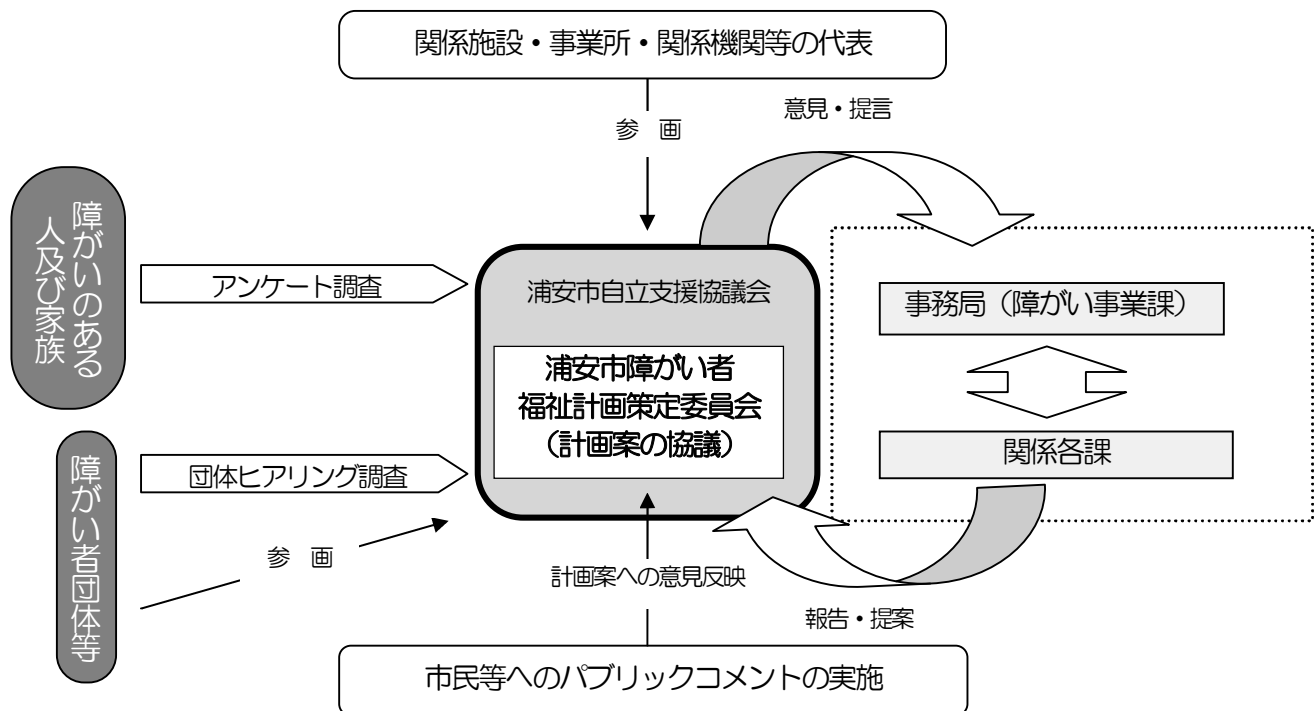 関係施設・事業所・関係機関等の代表
意見・提言
参 画
障がいのある
人及び家族
アンケート調査
浦安市自立支援協議会
事務局(障がい事業課)
浦安市障がい者
福祉計画策定委員会
(計画案の協議)
関係各課
障がい者団体等
団体ヒアリング調査
参 画
計画案への意見反映
報告・提案
市民等へのパブリックコメントの実施